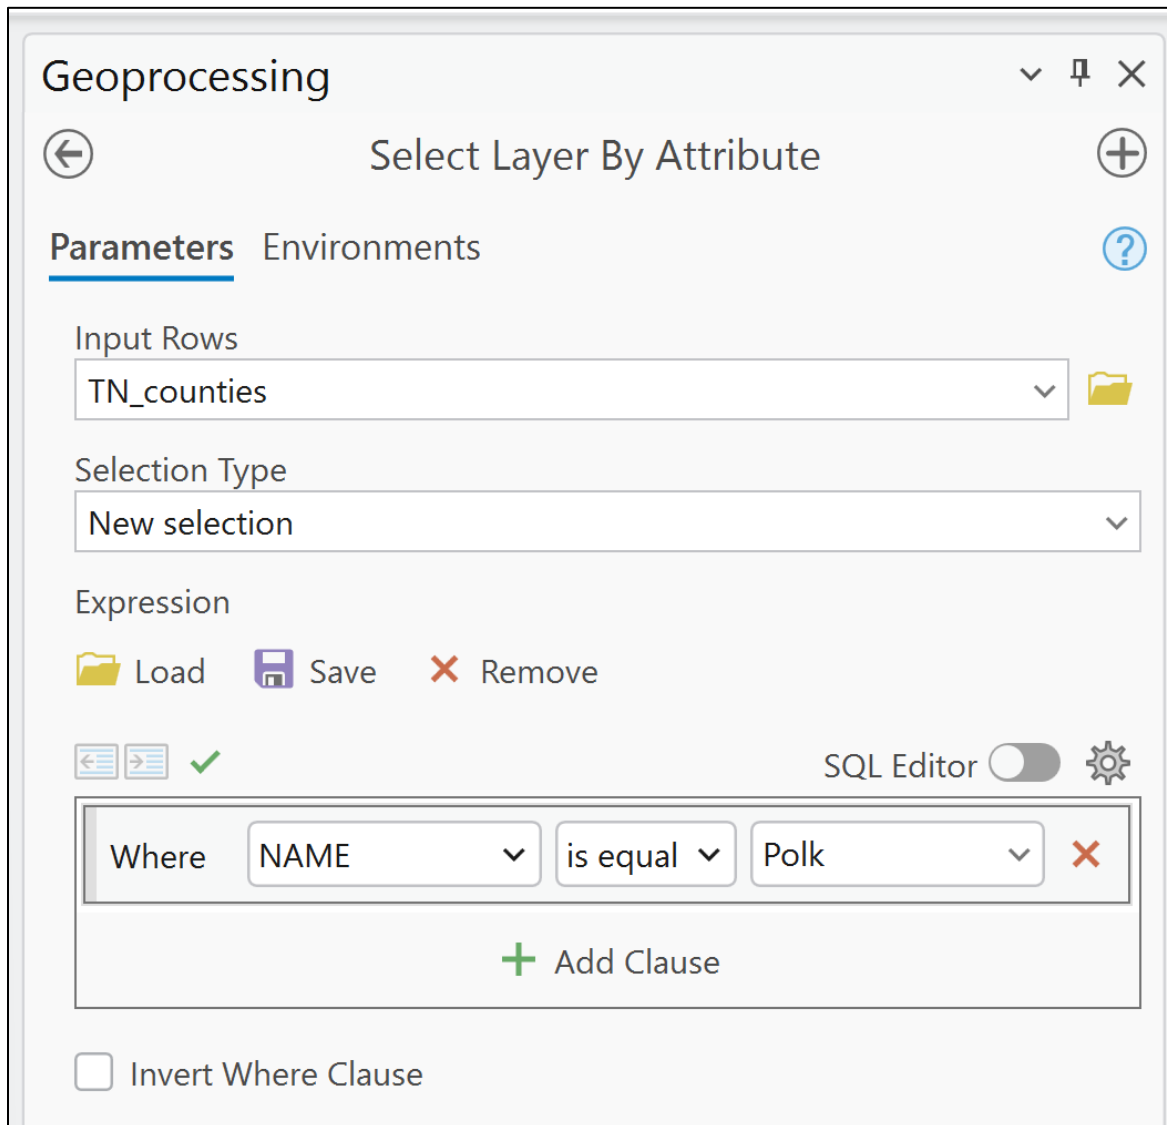 Geoprocessing
Select Layer By Attribute
Parameters Environments
?
Input Rows
TN_counties
Selection Type
New selection
Expression
Load Save Remove
SQL Editor
Where NAME is equal Polk
Add Clause
Invert Where Clause